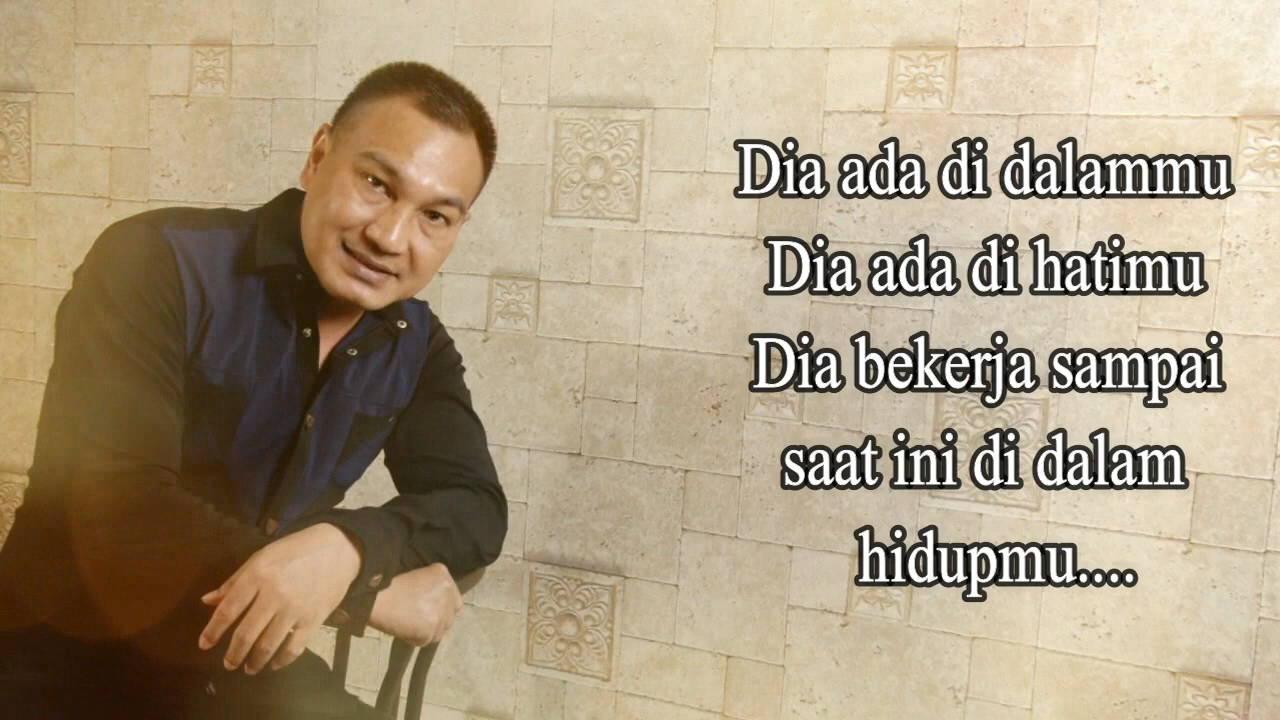 Dia ada di dalammu
Dia ada di hatimu
Dia bekerja sampai
saat ini di dalam
hidupmu....